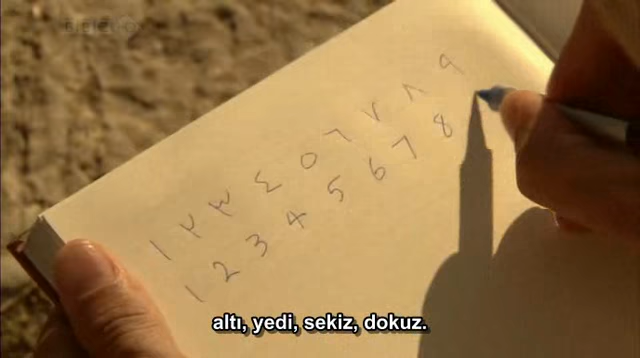 ١ ٢ ٣ ٤ ٥ ٦ ٧ ٨ ٩
1 2 3 4 5 6 7 8
altı, yedi, sekiz, dokuz.